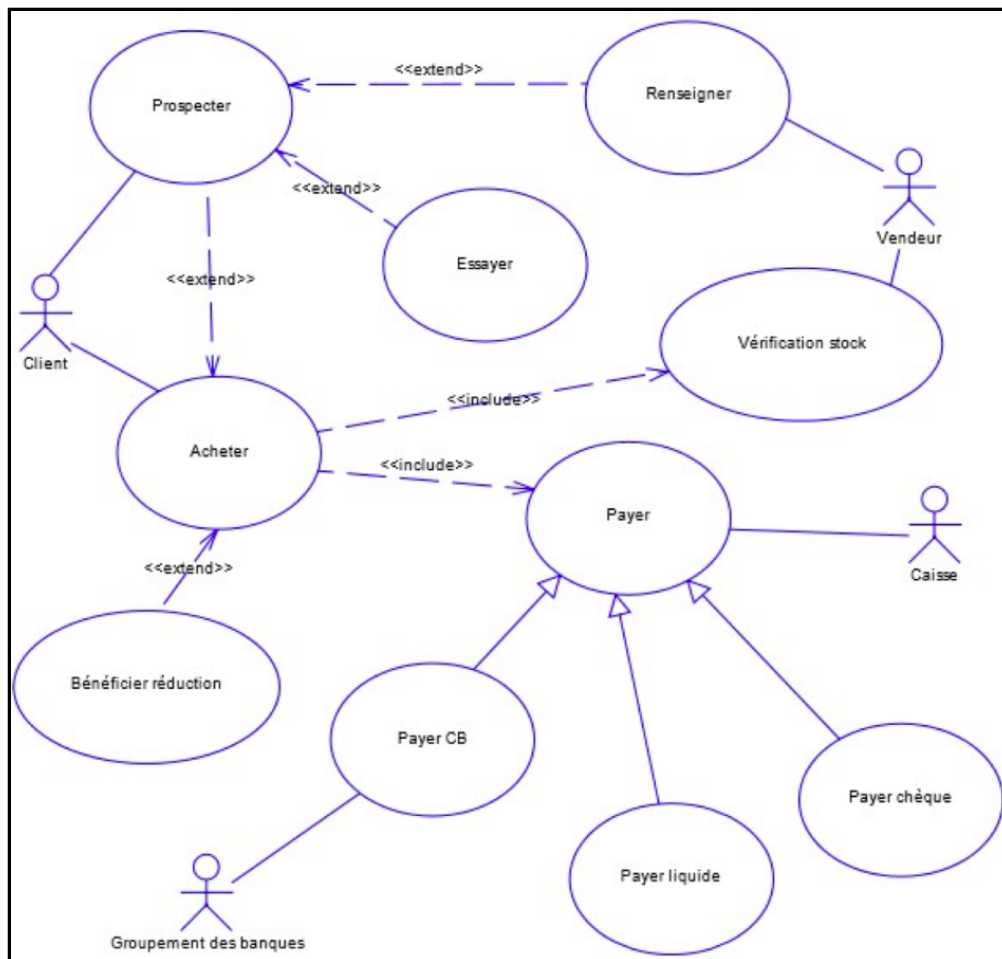 <<extend>>
Prospecter
Renseigner
<<extend>>
Vendeur
Essayer
<<extend>>
Vérification stock
Client
<<include>>
Acheter
<<include>>
Payer
<<extend>>
Caisse
Bénéficier réduction
Payer CB
Payer chèque
Payer liquide
Groupement des banques